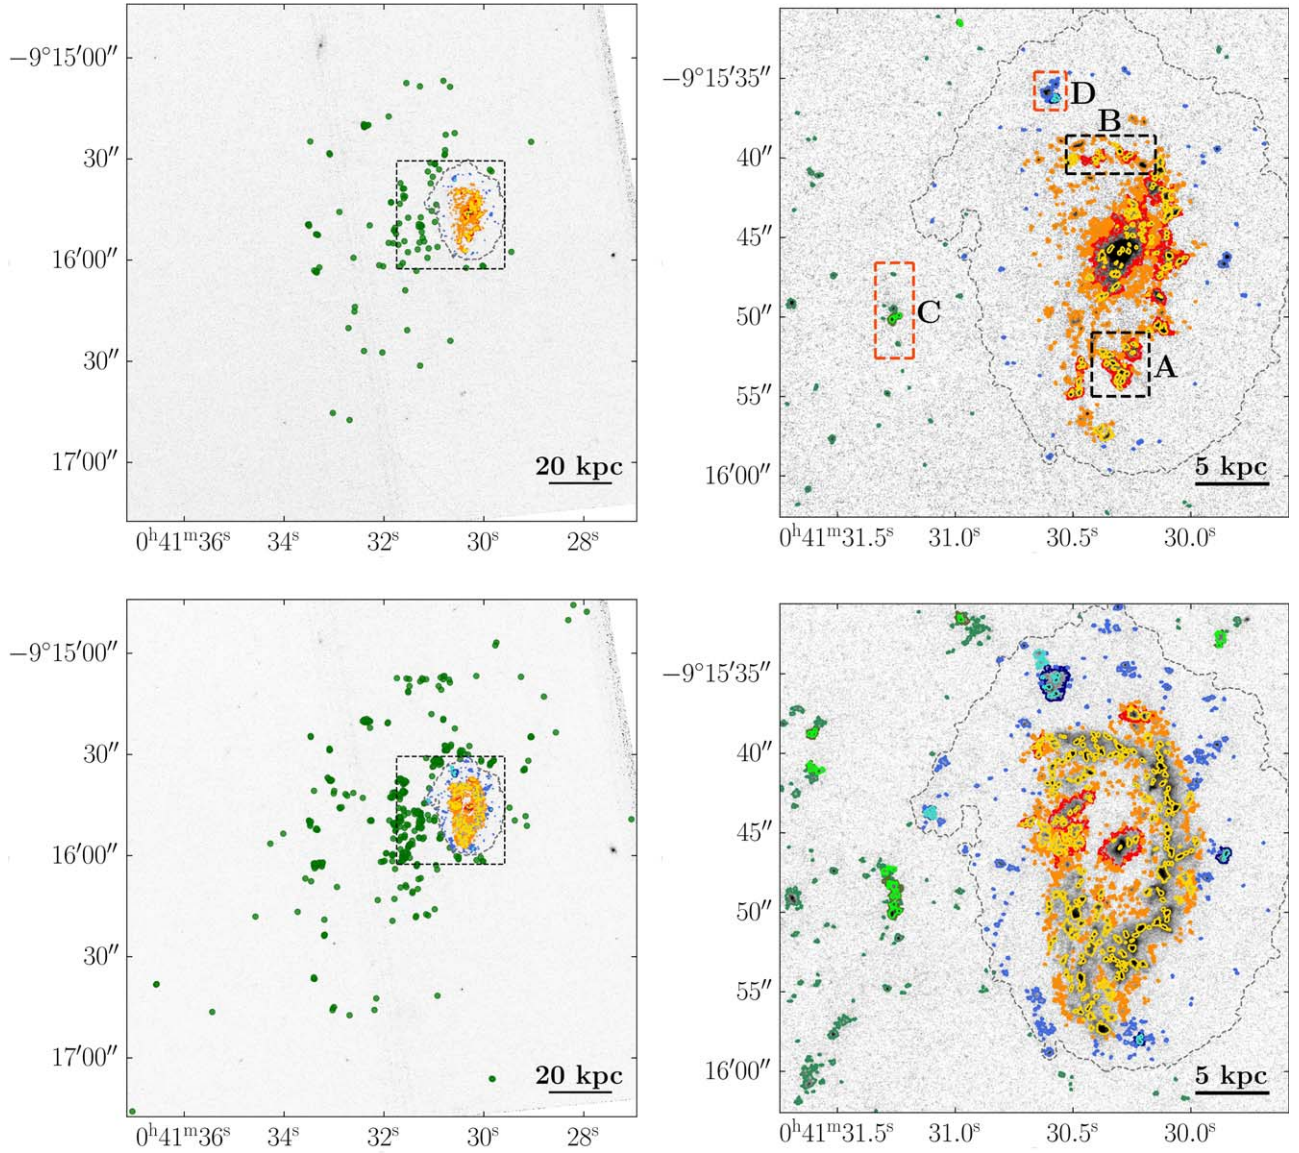 −9°15′00″
30″
16′00″
30″
17′00″
20 kpc
0ʰ41ᵐ36ˢ 34ˢ 32ˢ 30ˢ 28ˢ
−9°15′35″
40″
45″
50″
55″
16′00″
D
B
C
A
5 kpc
0ʰ41ᵐ31.5ˢ 31.0ˢ 30.5ˢ 30.0ˢ
−9°15′00″
30″
16′00″
30″
17′00″
20 kpc
0ʰ41ᵐ36ˢ 34ˢ 32ˢ 30ˢ 28ˢ
−9°15′35″
40″
45″
50″
55″
16′00″
5 kpc
0ʰ41ᵐ31.5ˢ 31.0ˢ 30.5ˢ 30.0ˢ